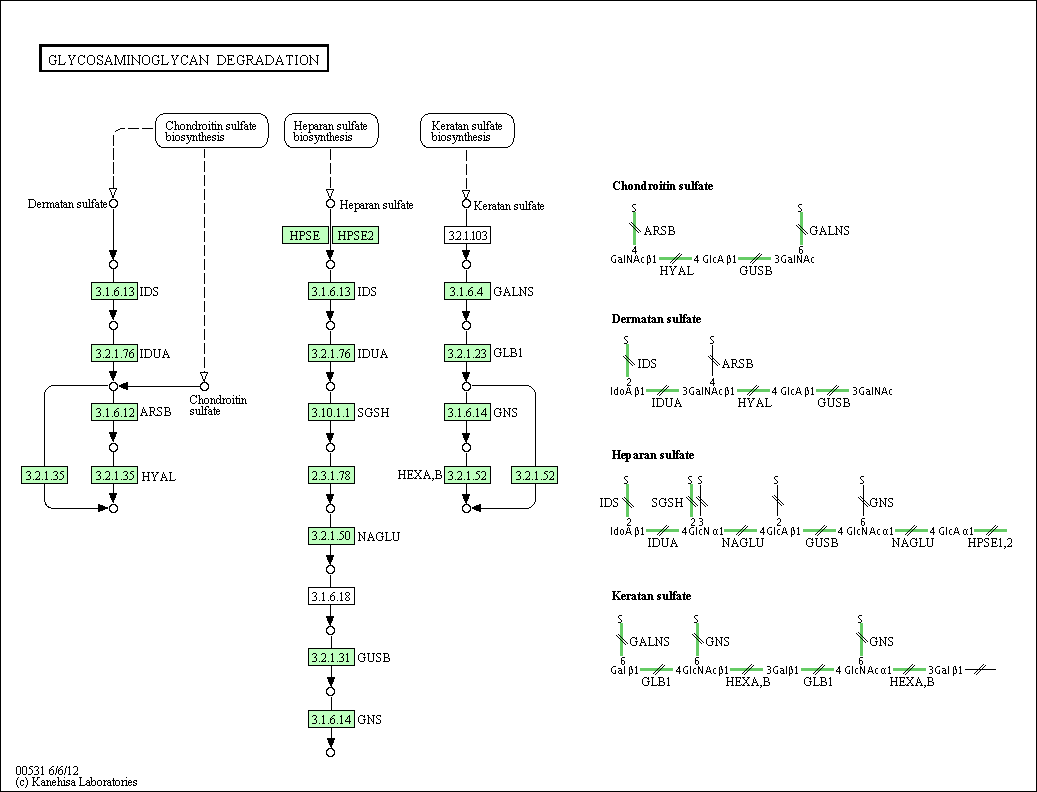 GLYCOSAMINOGLYCAN DEGRADATION
Chondroitin sulfate
biosynthesis
Heparan sulfate
biosynthesis
Keratan sulfate
biosynthesis
Dermatan sulfate
Heparan sulfate
Keratan sulfate
HPSE
HPSE2
3.2.1.103
3.1.6.13 IDS
3.1.6.13 IDS
3.1.6.4 GALNS
3.2.1.76 IDUA
3.2.1.76 IDUA
3.2.1.23 GLB1
Chondroitin
sulfate
3.1.6.12 ARSB
3.10.1.1 SGSH
3.1.6.14 GNS
3.2.1.35
3.2.1.35 HYAL
2.3.1.78
HEXA,B 3.2.1.52
3.2.1.52
3.2.1.50 NAGLU
3.1.6.18
3.2.1.31 GUSB
3.1.6.14 GNS
Chondroitin sulfate
S S
ARSB GALNS
4 6
GalNAc β1 4 GlcA β1 3GalNAc
HYAL GUSB
Dermatan sulfate
S S
IDS ARSB
2 4
IdoA β1 3GalNAc β1 4 GlcA β1 3GalNAc
IDUA HYAL GUSB
Heparan sulfate
S S S S S
IDS SGSH GNS
2 2 3 2 6
IdoA β1 4GlcN α1 4GlcA β1 4 GlcNAc α1 4 GlcA α1
IDUA NAGLU GUSB NAGLU HPSE1,2
Keratan sulfate
S S S
GALNS GNS GNS
6 6 6
Gal β1 4 GlcNAc β1 3Galβ1 4 GlcNAc α1 3Gal β1
GLB1 HEXA,B GLB1 HEXA,B
00531 6/6/12
(c) Kanehisa Laboratories